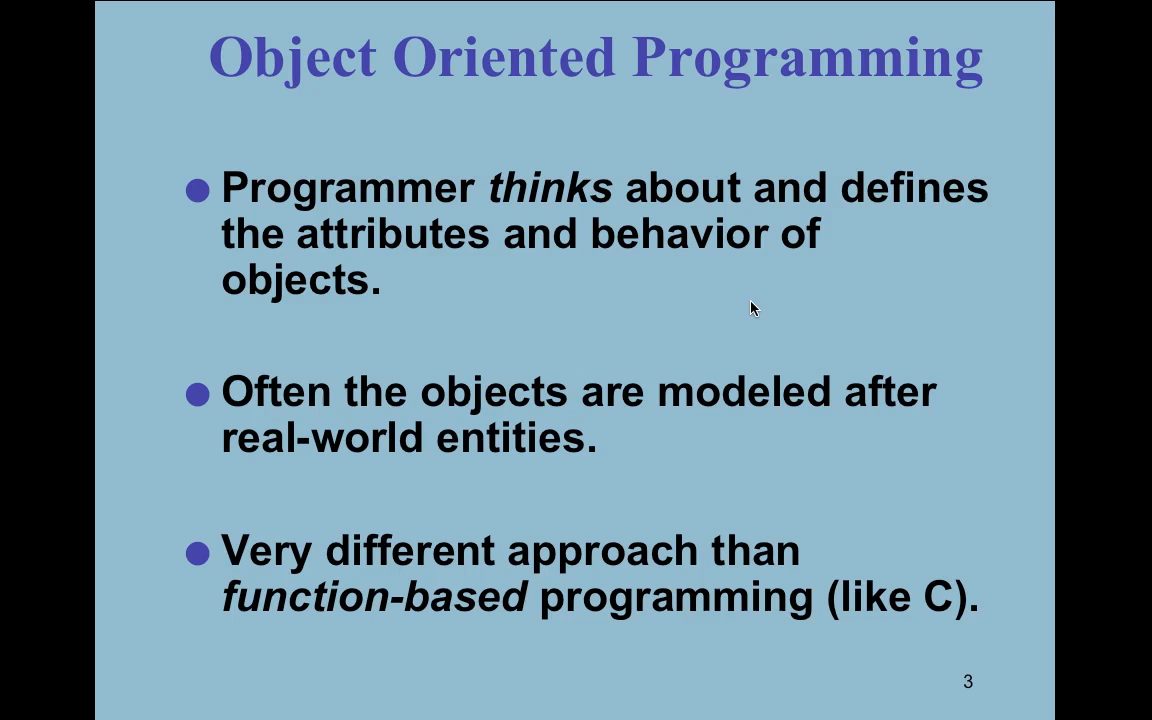 Object Oriented Programming
Programmer thinks about and defines
the attributes and behavior of
objects.
Often the objects are modeled after
real-world entities.
Very different approach than
function-based programming (like C).
3